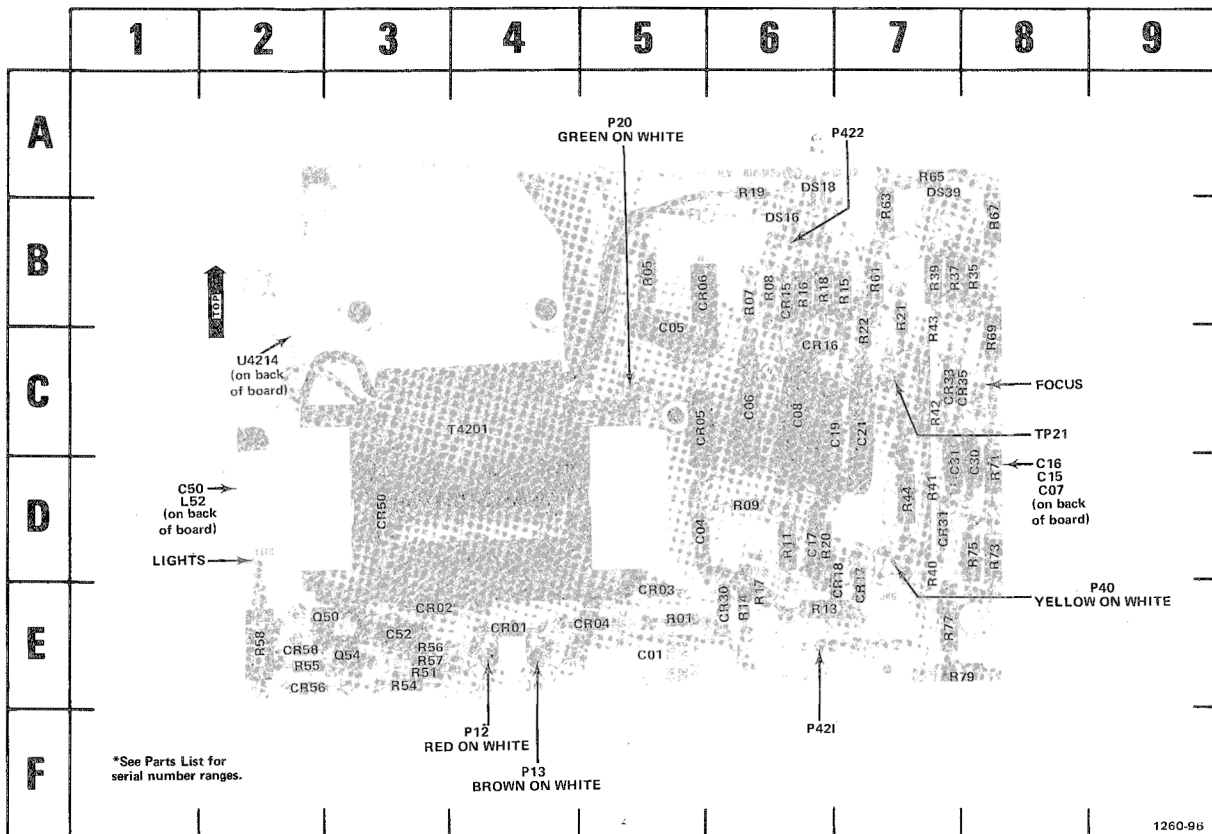 1 2 3 4 5 6 7 8 9
A
P20
GREEN ON WHITE
P422
R65
DS39
DS18
R19
DS16
R63
R67
B
R05
CR06
R07
R08
CR15
R16
R18
R15
R61
R39
R37
R35
TOP
C05
R22
R21
R43
R69
CR16
U4214
(on back
of board)
C
FOCUS
CR33
CR35
T4201
CR05
C06
C08
C19
C21
R42
TP21
C31
C30
R71
C16
C15
C07
(on back
of board)
C50
L52
(on back
of board)
D
CR50
R09
C04
R11
C17
R20
R44
R41
CR31
R75
R73
LIGHTS
CR18
CR17
R40
P40
YELLOW ON WHITE
CR03
CR30
R14
R17
R13
CR02
Q50
CR01
CR04
R01
R77
E
R58
C52
CR58
Q54
R55
R56
R57
R51
C01
CR56
R54
R79
P12
RED ON WHITE
P421
P13
BROWN ON WHITE
F
*See Parts List for
serial number ranges.
1260-96